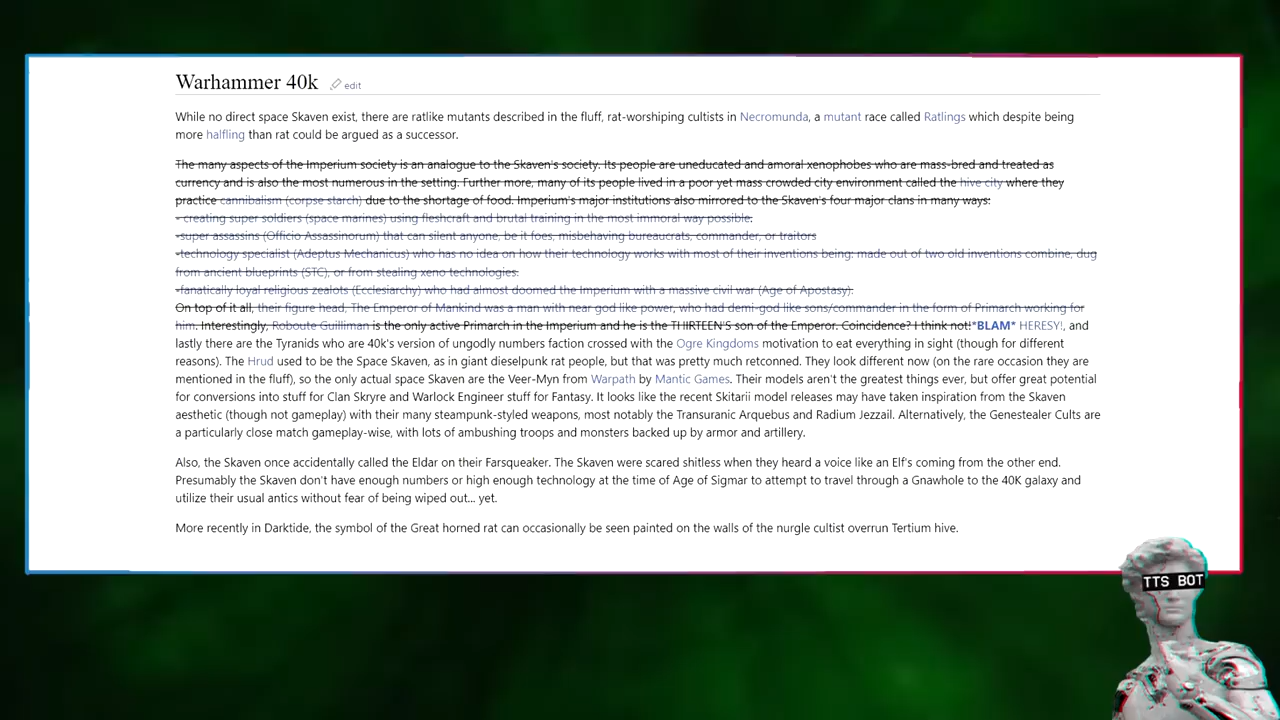 Warhammer 40k edit
While no direct space Skaven exist, there are ratlike mutants described in the fluff, rat-worshiping cultists in Necromunda, a mutant race called Ratlings which despite being
more halfling than rat could be argued as a successor.
The many aspects of the Imperium society is an analogue to the Skaven's society. Its people are uneducated and amoral xenophobes who are mass-bred and treated as
currency and is also the most numerous in the setting. Further more, many of its people lived in a poor yet mass crowded city environment called the hive city where they
practice cannibalism (corpse starch) due to the shortage of food. Imperium's major institutions also mirrored to the Skaven's four major clans in many ways:
- creating super soldiers (space marines) using fleshcraft and brutal training in the most immoral way possible,
-super assassins (Officio Assassinorum) that can silent anyone, be it foes, misbehaving bureaucrats, commander, or traitors
-technology specialist (Adeptus Mechanicus) who has no idea on how their technology works with most of their inventions being: made out of two old inventions combine, dug
from ancient blueprints (STC), or from stealing xeno technologies.
-fanatically loyal religious zealots (Ecclesiarchy) who had almost doomed the Imperium with a massive civil war (Age of Apostasy).
On top of it all, their figure head, The Emperor of Mankind was a man with near god like power, who had demi-god like sons/commander in the form of Primarch working for
him. Interestingly, Roboute Guilliman is the only active Primarch in the Imperium and he is the THIRTEEN'S son of the Emperor. Coincidence? I think not!*BLAM* HERESY!, and
lastly there are the Tyranids who are 40k's version of ungodly numbers faction crossed with the Ogre Kingdoms motivation to eat everything in sight (though for different
reasons). The Hrud used to be the Space Skaven, as in giant dieselpunk rat people, but that was pretty much retconned. They look different now (on the rare occasion they are
mentioned in the fluff), so the only actual space Skaven are the Veer-Myn from Warpath by Mantic Games. Their models aren't the greatest things ever, but offer great potential
for conversions into stuff for Clan Skryre and Warlock Engineer stuff for Fantasy. It looks like the recent Skitarii model releases may have taken inspiration from the Skaven
aesthetic (though not gameplay) with their many steampunk-styled weapons, most notably the Transuranic Arquebus and Radium Jezzail. Alternatively, the Genestealer Cults are
a particularly close match gameplay-wise, with lots of ambushing troops and monsters backed up by armor and artillery.
Also, the Skaven once accidentally called the Eldar on their Farsqueaker. The Skaven were scared shitless when they heard a voice like an Elf's coming from the other end.
Presumably the Skaven don't have enough numbers or high enough technology at the time of Age of Sigmar to attempt to travel through a Gnawhole to the 40K galaxy and
utilize their usual antics without fear of being wiped out... yet.
More recently in Darktide, the symbol of the Great horned rat can occasionally be seen painted on the walls of the nurgle cultist overrun Tertium hive.
TTS BOT